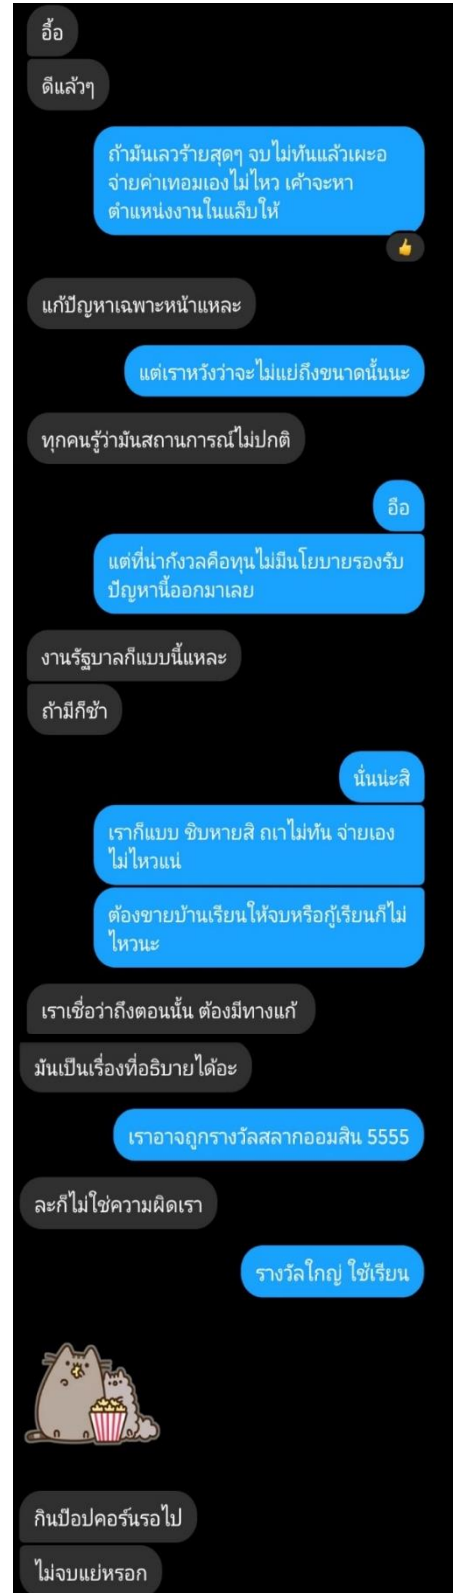 อื้อ
ดีแล้วๆ
ถ้ามันเลวร้ายสุดๆ จบไม่ทันแล้วเผะอ
จ่ายค่าเทอมเองไม่ไหว เค้าจะหา
ตำแหน่งงานในแล็บให้
แก้ปัญหาเฉพาะหน้าแหละ
แต่เราหวังว่าจะไม่แย่ถึงขนาดนั้นนะ
ทุกคนรู้ว่ามันสถานการณ์ไม่ปกติ
อือ
แต่ที่น่ากังวลคือทุนไม่มีนโยบายรองรับ
ปัญหานี้ออกมาเลย
งานรัฐบาลก็แบบนี้แหละ
ถ้ามีก็ช้า
นั่นน่ะสิ
เราก็แบบ ชิบหายสิ ถเาไม่ทัน จ่ายเอง
ไม่ไหวแน่
ต้องขายบ้านเรียนให้จบหรือกู้เรียนก็ไม่
ไหวนะ
เราเชื่อว่าถึงตอนนั้น ต้องมีทางแก้
มันเป็นเรื่องที่อธิบายได้อะ
เราอาจถูกรางวัลสลากออมสิน 5555
ละก็ไม่ใช่ความผิดเรา
รางวัลใกญ่ ใช้เรียน
กินป๊อปคอร์นรอไป
ไม่จบแย่หรอก